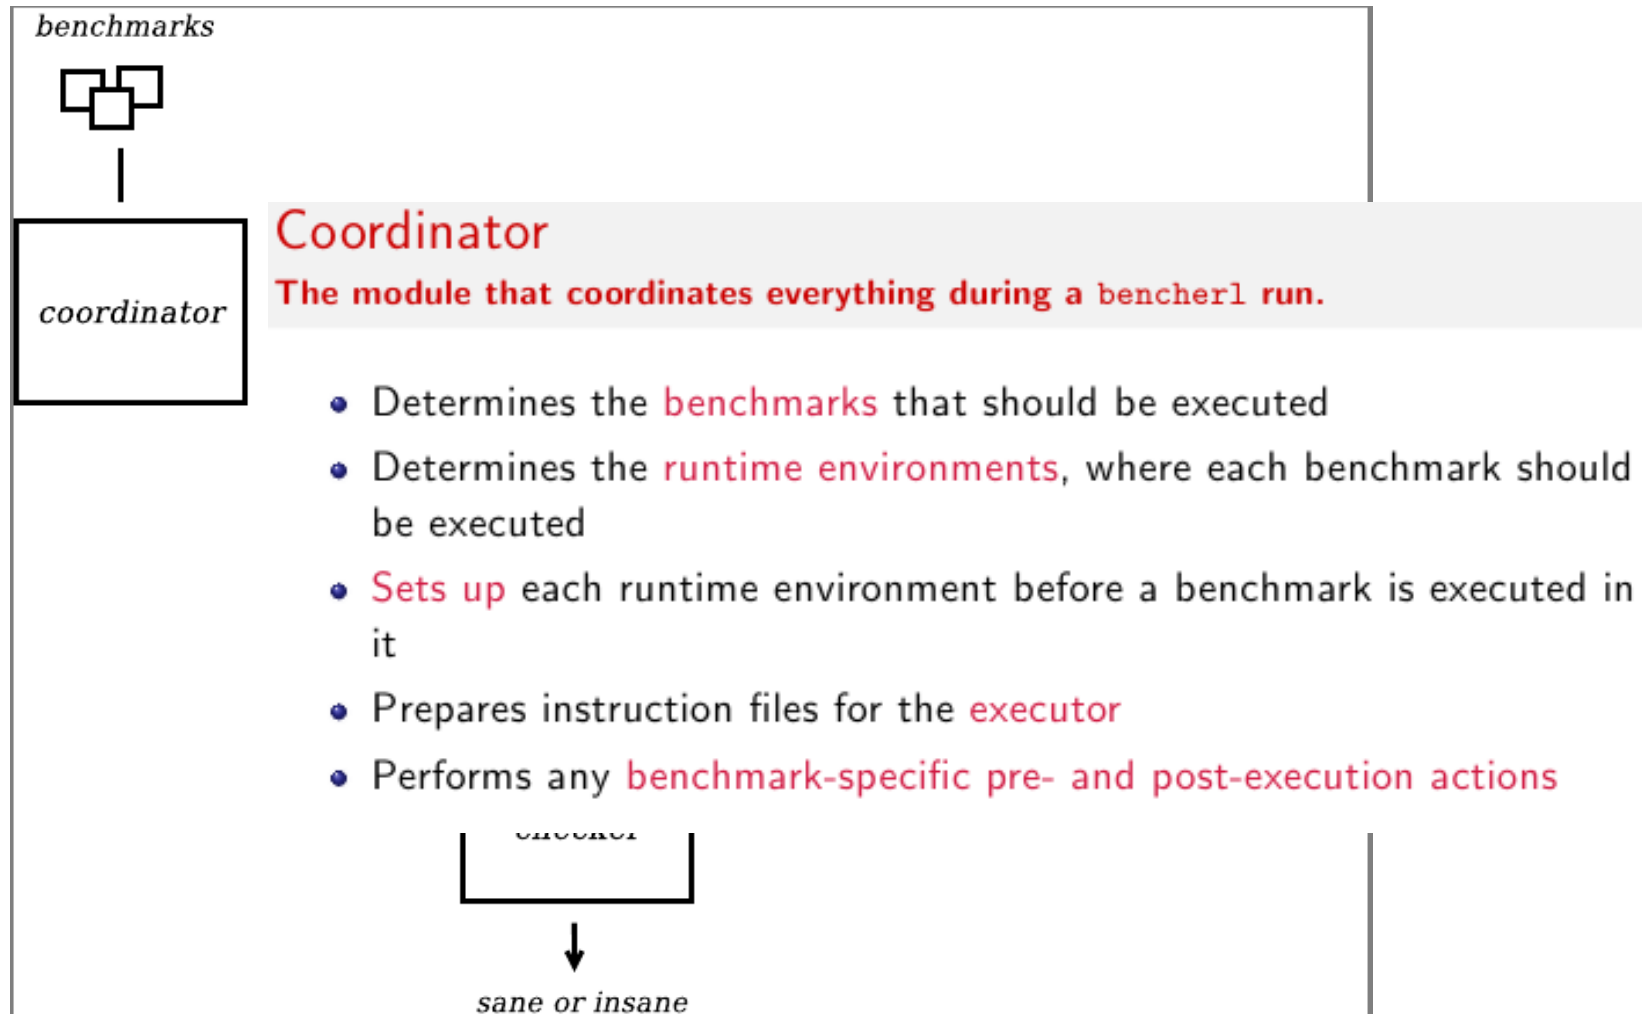 benchmarks
coordinator
Coordinator
The module that coordinates everything during a bencherl run.
Determines the benchmarks that should be executed
Determines the runtime environments, where each benchmark should
be executed
Sets up each runtime environment before a benchmark is executed in
it
Prepares instruction files for the executor
Performs any benchmark-specific pre- and post-execution actions
sane or insane